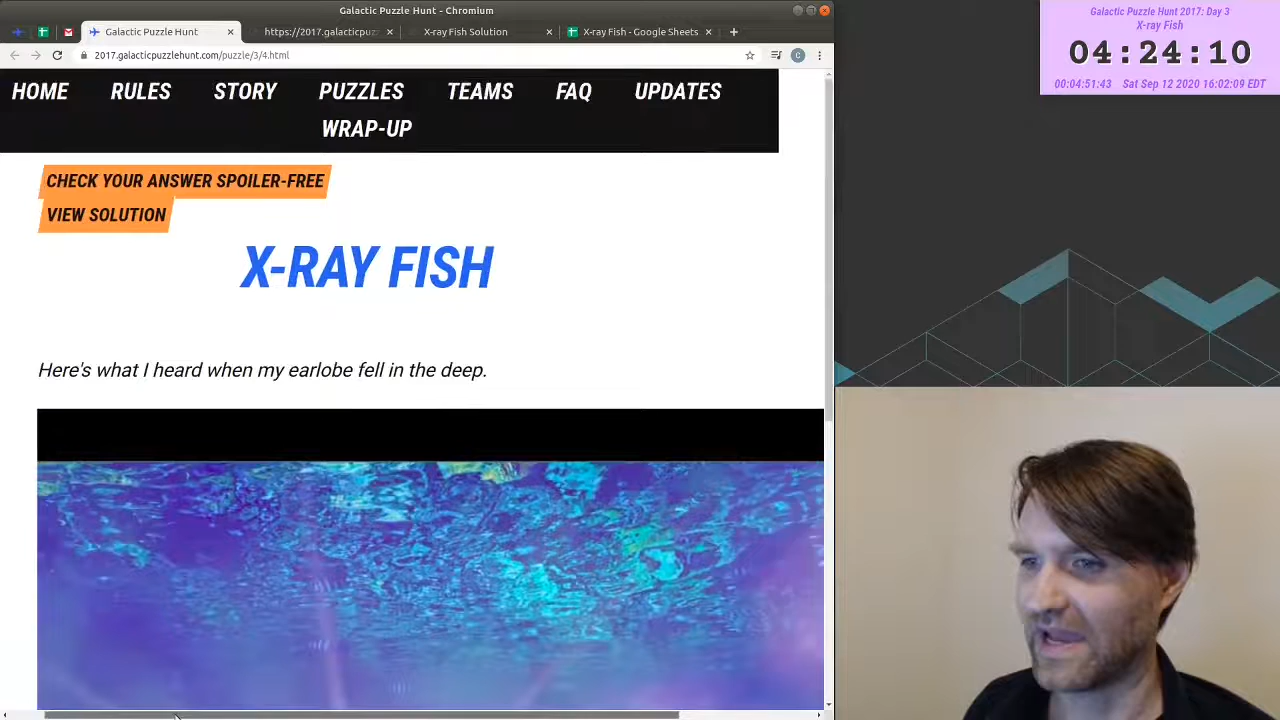 Galactic Puzzle Hunt - Chromium
Galactic Puzzle Hunt
https://2017.galacticpuz
X-ray Fish Solution
X-ray Fish - Google Sheets
2017.galacticpuzzlehunt.com/puzzle/3/4.html
C
HOME RULES STORY PUZZLES TEAMS FAQ UPDATES
WRAP-UP
CHECK YOUR ANSWER SPOILER-FREE
VIEW SOLUTION
X-RAY FISH
Here's what I heard when my earlobe fell in the deep.
Galactic Puzzle Hunt 2017: Day 3
X-ray Fish
04:24:10
00:04:51:43 Sat Sep 12 2020 16:02:09 EDT